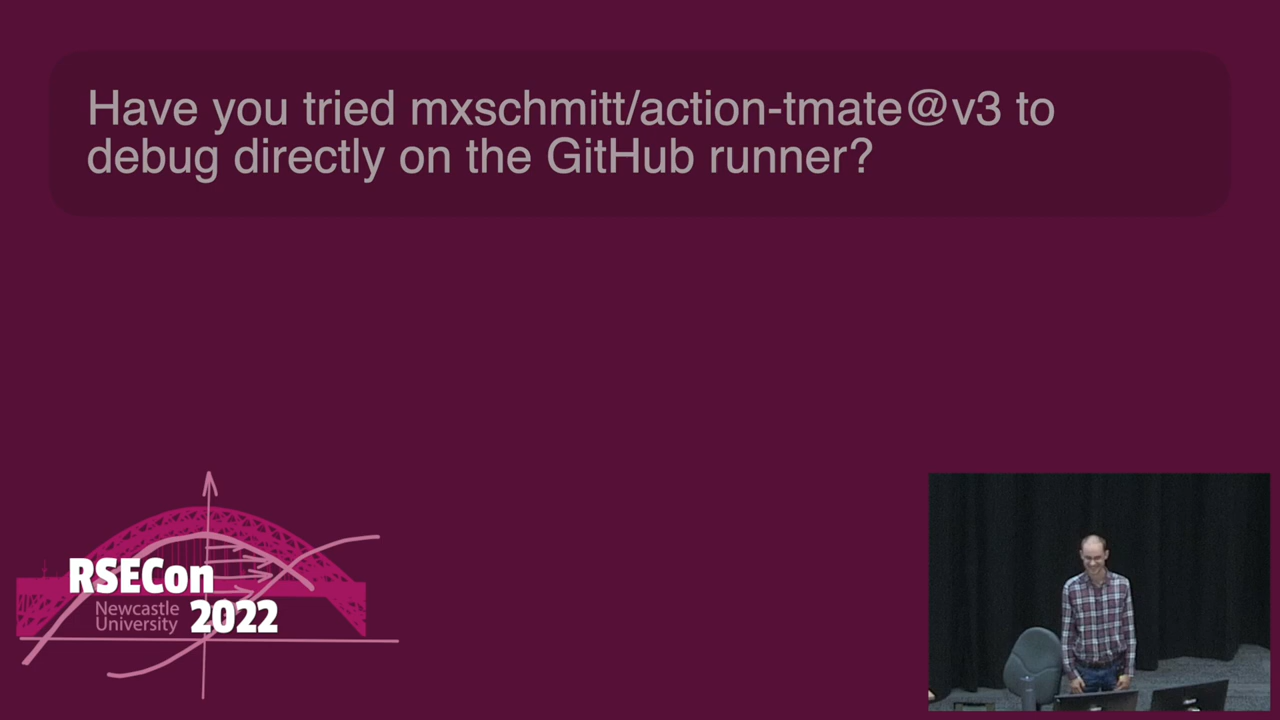 Have you tried mxschmitt/action-tmate@v3 to
debug directly on the GitHub runner?
RSECon
Newcastle
University
2022